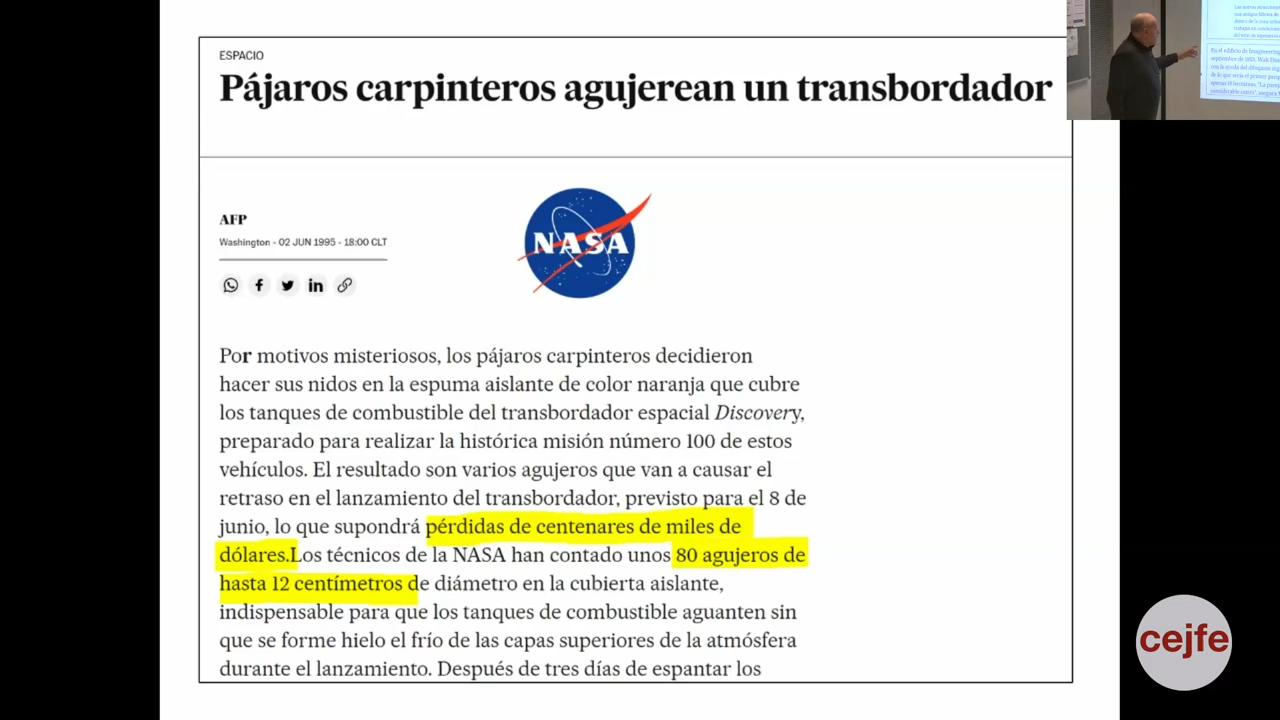 ESPACIO
Pájaros carpinteros agujerean un transbordador
AFP
Washington - 02 JUN 1995 - 18:00 CLT
NASA
Por motivos misteriosos, los pájaros carpinteros decidieron
hacer sus nidos en la espuma aislante de color naranja que cubre
los tanques de combustible del transbordador espacial Discovery,
preparado para realizar la histórica misión número 100 de estos
vehículos. El resultado son varios agujeros que van a causar el
retraso en el lanzamiento del transbordador, previsto para el 8 de
junio, lo que supondrá pérdidas de centenares de miles de
dólares.Los técnicos de la NASA han contado unos 80 agujeros de
hasta 12 centímetros de diámetro en la cubierta aislante,
indispensable para que los tanques de combustible aguanten sin
que se forme hielo el frío de las capas superiores de la atmósfera
durante el lanzamiento. Después de tres días de espantar los
cejfe